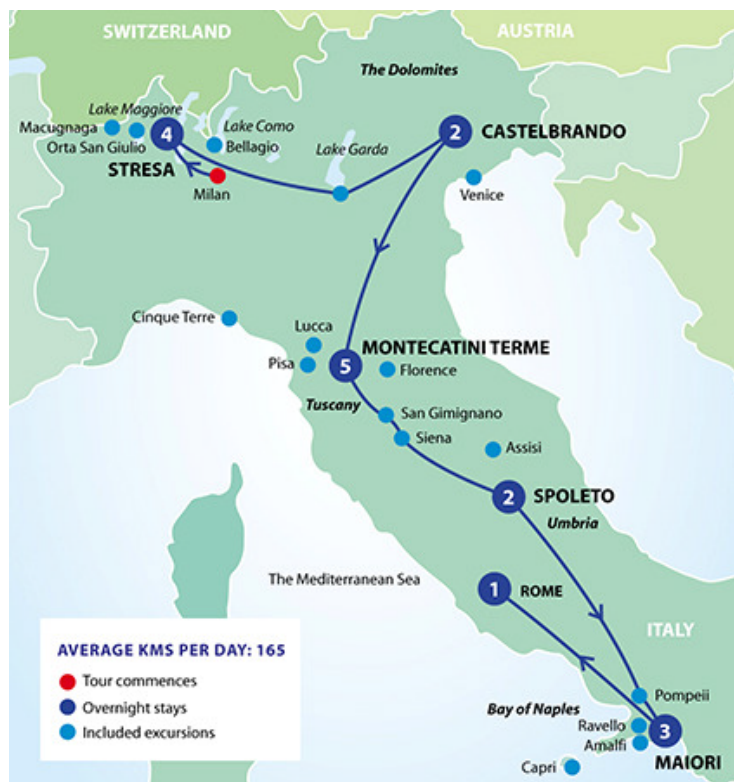 SWITZERLAND
AUSTRIA
The Dolomites
Lake Maggiore
Macugnaga
4
Lake Como
2
CASTELBRANDO
Orta San Giulio
Bellagio
Lake Garda
STRESA
Milan
Venice
Cinque Terre
Lucca
MONTECATINI TERME
Pisa
5
Florence
Tuscany
San Gimignano
Siena
Assisi
2
SPOLETO
Umbria
The Mediterranean Sea
1
ROME
ITALY
AVERAGE KMS PER DAY: 165
Tour commences
Overnight stays
Included excursions
Pompeii
Bay of Naples
Ravello
3
Amalfi
MAIORI
Capri